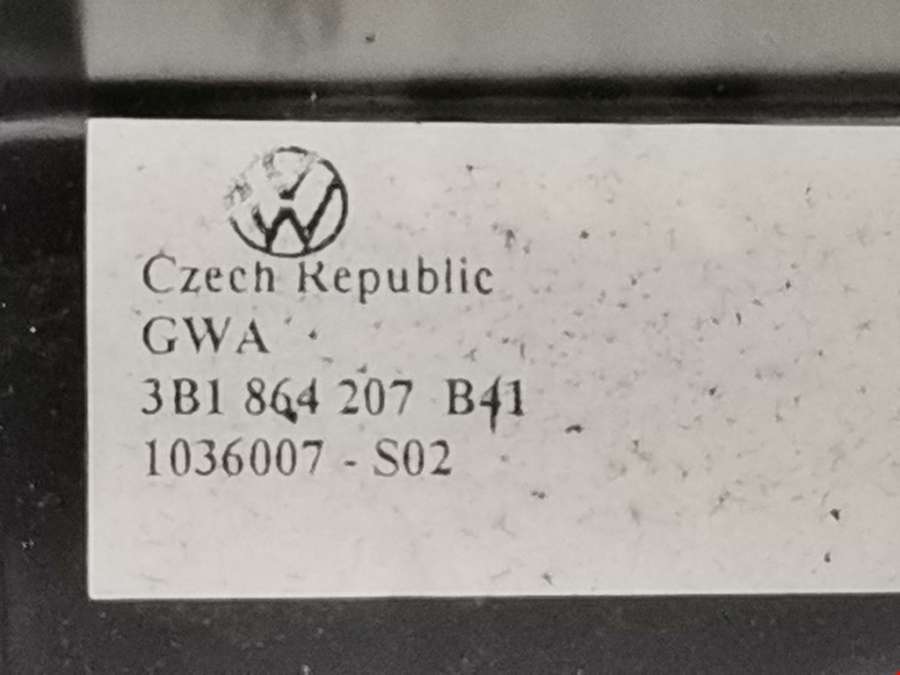 Czech Republic
GWA
3B1 864 207 B41
1036007 - S02